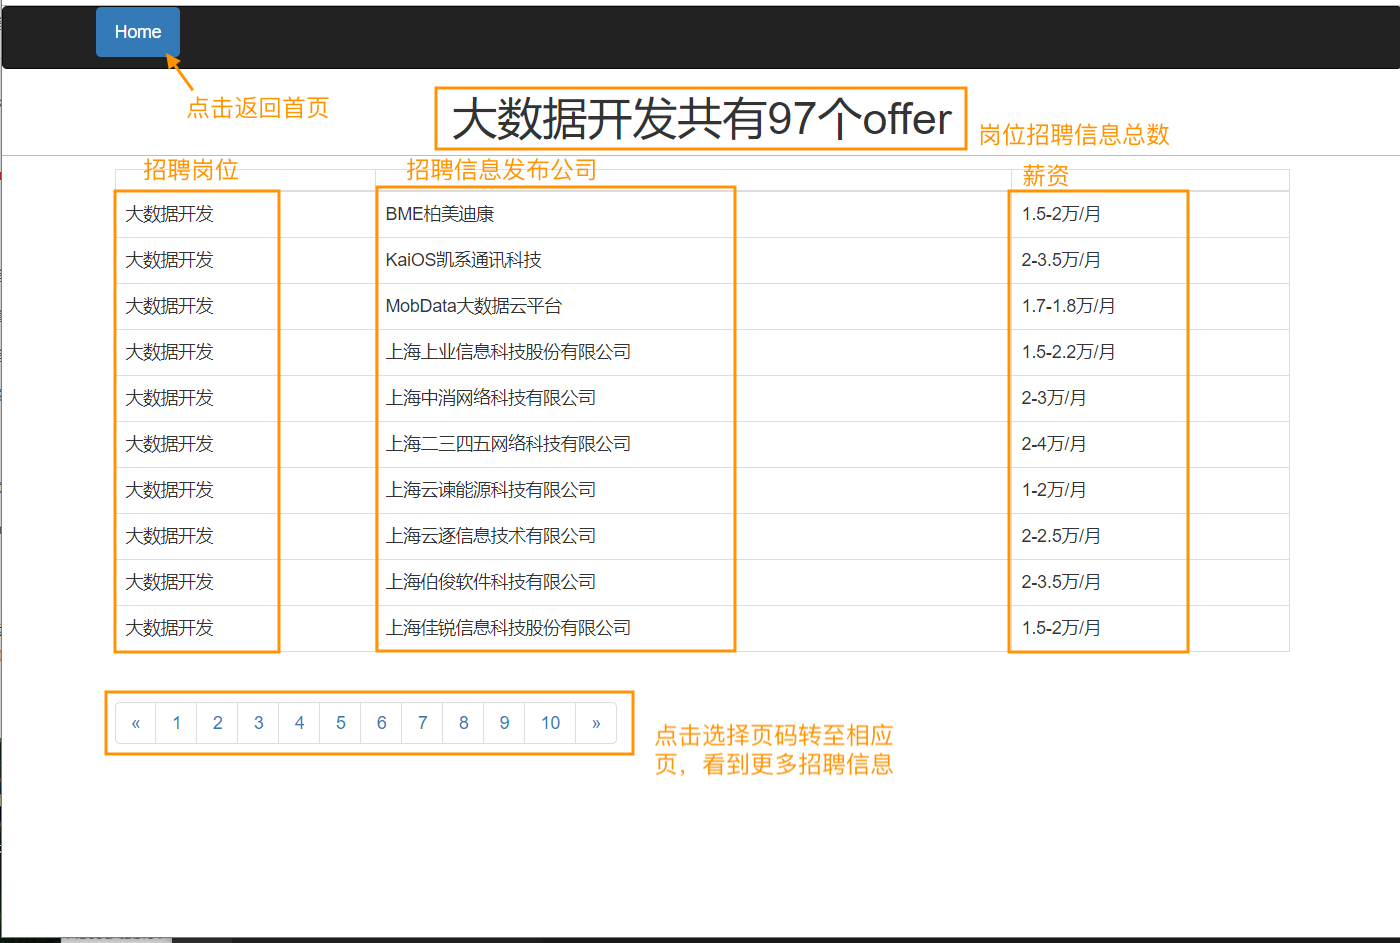 Home
点击返回首页
大数据开发共有97个offer
岗位招聘信息总数
招聘岗位 招聘信息发布公司 薪资
大数据开发 BME柏美迪康 1.5-2万/月
大数据开发 KaiOS凯系通讯科技 2-3.5万/月
大数据开发 MobData大数据云平台 1.7-1.8万/月
大数据开发 上海上业信息科技股份有限公司 1.5-2.2万/月
大数据开发 上海中消网络科技有限公司 2-3万/月
大数据开发 上海二三四五网络科技有限公司 2-4万/月
大数据开发 上海云谏能源科技有限公司 1-2万/月
大数据开发 上海云逐信息技术有限公司 2-2.5万/月
大数据开发 上海伯俊软件科技有限公司 2-3.5万/月
大数据开发 上海佳锐信息科技股份有限公司 1.5-2万/月
« 1 2 3 4 5 6 7 8 9 10 »
点击选择页码转至相应
页，看到更多招聘信息